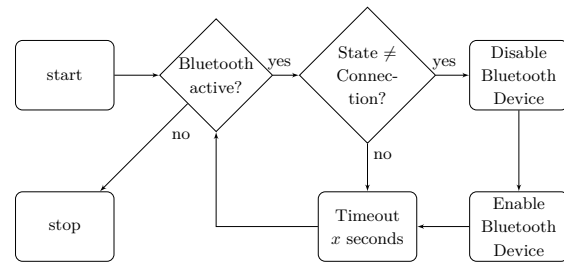 start
Bluetooth
active?
yes
State ≠
Connec-
tion?
yes
Disable
Bluetooth
Device
no
no
stop
Timeout
x seconds
Enable
Bluetooth
Device